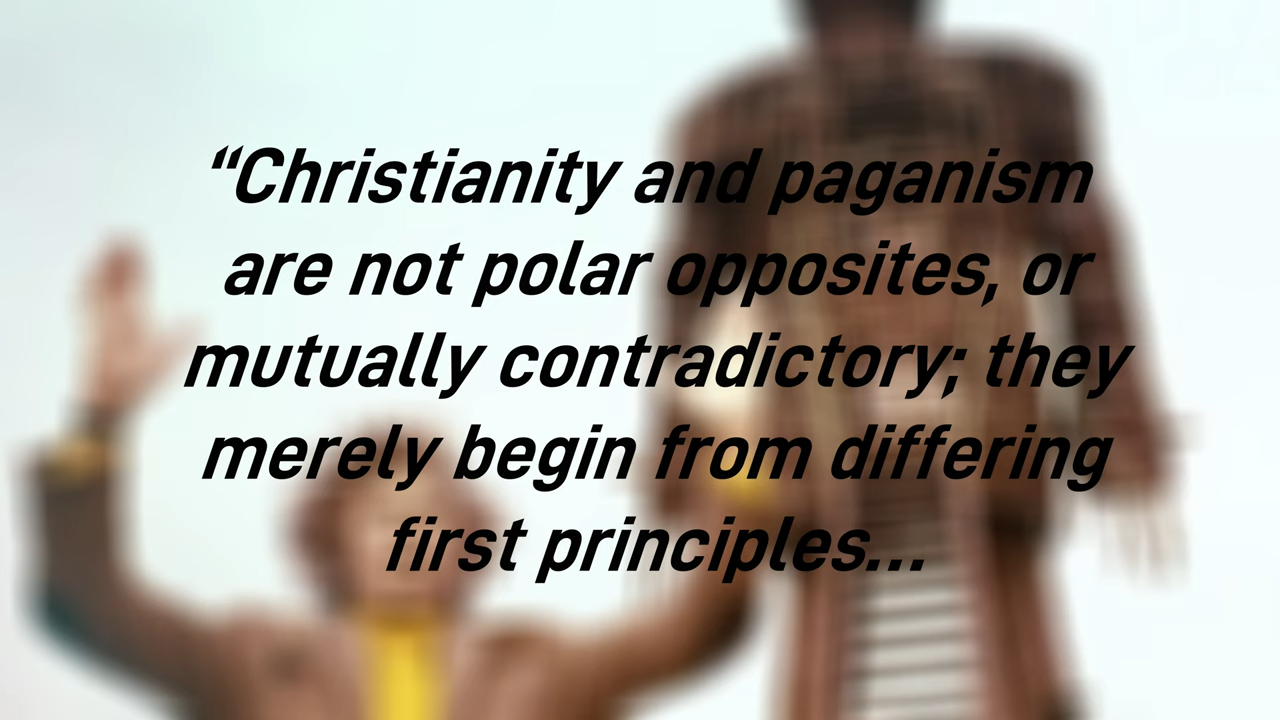 “Christianity and paganism
are not polar opposites, or
mutually contradictory; they
merely begin from differing
first principles...